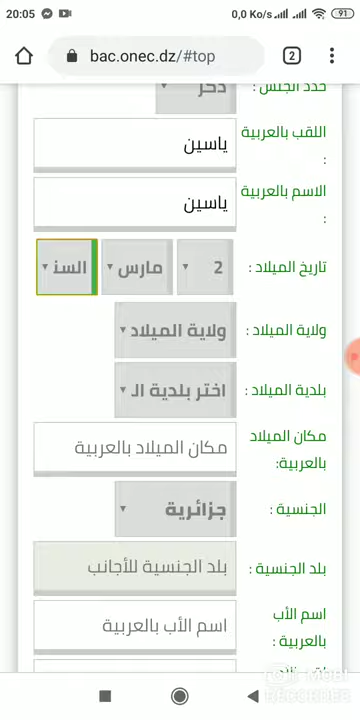 20:05
0,0 Ko/s
91
bac.onec.dz/#top
2
حدد الجنس :
ذكر
اللقب بالعربية :
ياسين
الاسم بالعربية :
ياسين
تاريخ الميلاد :
2
مارس
السن
ولاية الميلاد :
ولاية الميلاد
بلدية الميلاد :
اختر بلدية ال
مكان الميلاد
بالعربية:
مكان الميلاد بالعربية
الجنسية :
جزائرية
بلد الجنسية :
بلد الجنسية للأجانب
اسم الأب
بالعربية :
اسم الأب بالعربية
MOBI
RECORDER